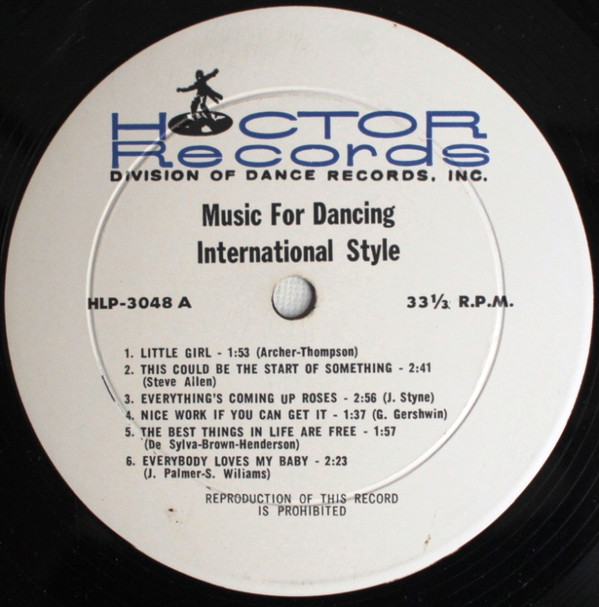 HOCTOR
Records
DIVISION OF DANCE RECORDS, INC.
Music For Dancing
International Style
HLP-3048 A
33⅓ R.P.M.
1. LITTLE GIRL - 1:53 (Archer-Thompson)
2. THIS COULD BE THE START OF SOMETHING - 2:41
(Steve Allen)
3. EVERYTHING'S COMING UP ROSES - 2:56 (J. Styne)
4. NICE WORK IF YOU CAN GET IT - 1:37 (G. Gershwin)
5. THE BEST THINGS IN LIFE ARE FREE - 1:57
(De Sylva-Brown-Henderson)
6. EVERYBODY LOVES MY BABY - 2:23
(J. Palmer-S. Wiliams)
REPRODUCTION OF THIS RECORD
IS PROHIBITED